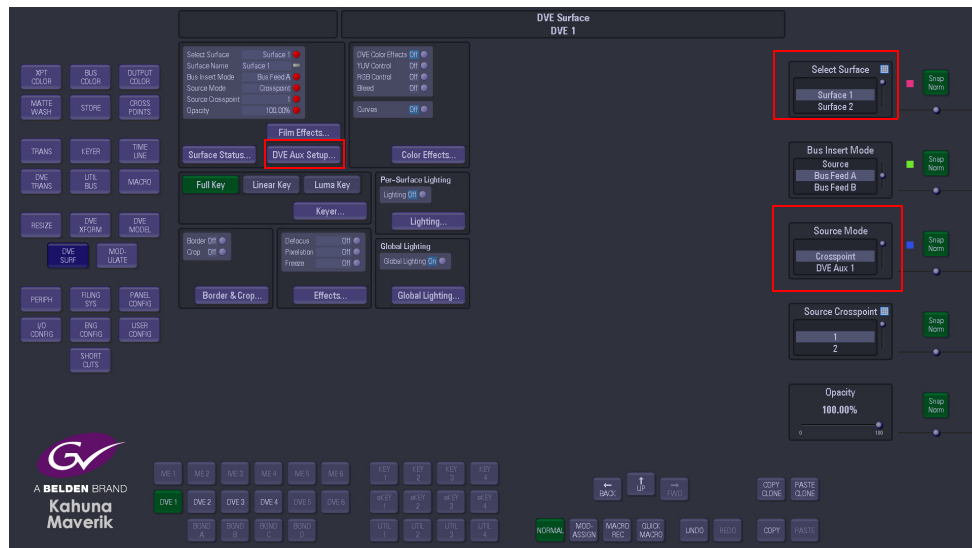 DVE Surface
DVE 1
XPT COLOR
BUS COLOR
OUTPUT COLOR
MATTE WASH
STORE
CROSS POINTS
TRANS
KEYER
TIME LINE
DVE TRANS
UTIL BUS
MACRO
RESIZE
DVE XFORM
DVE MODEL
DVE SURF
MOD- ULATE
PERIPH
FILING SYS
PANEL CONFIG
I/O CONFIG
ENG CONFIG
USER CONFIG
SHORT CUTS
Select Surface Surface 1
Surface Name Surface 1
Bus Insert Mode Bus Feed A
Source Mode Crosspoint
Source Crosspoint 1
Opacity 100.00%
Film Effects...
Surface Status... DVE Aux Setup...
DVE Color Effects Off
YUV Control Off
RGB Control Off
Bleed Off
Curves Off
Color Effects...
Full Key Linear Key Luma Key
Keyer...
Per-Surface Lighting
Lighting Off
Lighting...
Border Off
Crop Off
Border & Crop...
Defocus Off
Pixelation Off
Freeze Off
Effects...
Global Lighting
Global Lighting On
Global Lighting...
Select Surface
Surface 1
Surface 2
Snap Norm
Bus Insert Mode
Source
Bus Feed A
Bus Feed B
Snap Norm
Source Mode
Crosspoint
DVE Aux 1
Snap Norm
Source Crosspoint
1
2
Snap Norm
Opacity
100.00%
0 100
Snap Norm
GV
A BELDEN BRAND
Kahuna
Maverik
ME 1 ME 2 ME 3 ME 4 ME 5 ME 6
DVE 1 DVE 2 DVE 3 DVE 4 DVE 5 DVE 6
BGND A BGND B BGND C BGND D
KEY 1 KEY 2 KEY 3 KEY 4
øKEY 1 øKEY 2 øKEY 3 øKEY 4
UTIL 1 UTIL 2 UTIL 3 UTIL 4
BACK UP FWD
COPY CLONE PASTE CLONE
NORMAL MOD- ASSIGN MACRO REC QUICK MACRO UNDO REDO COPY PASTE